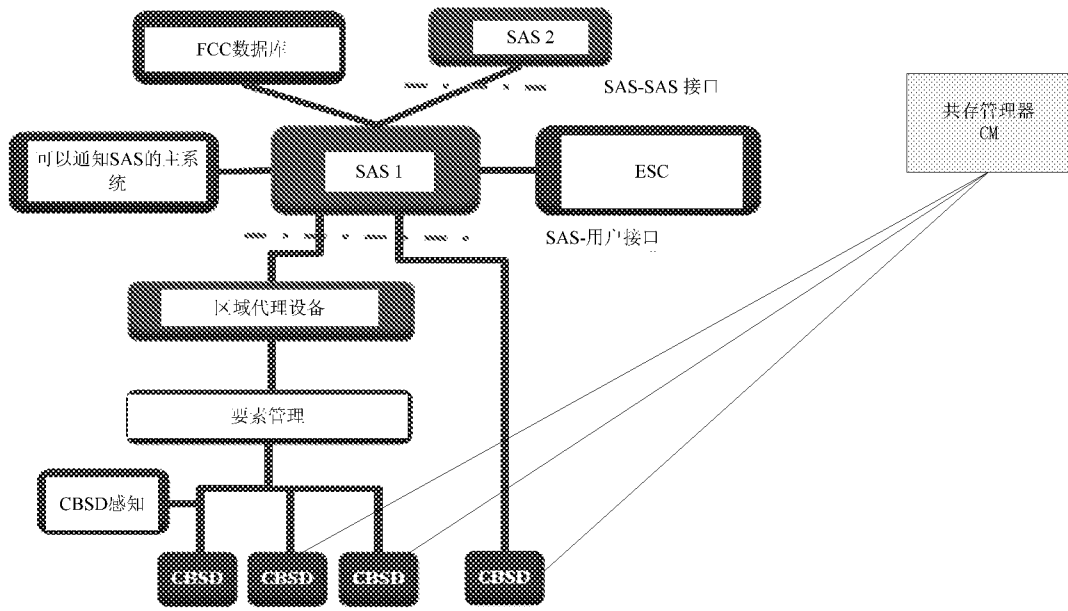 FCC数据库
SAS 2
SAS-SAS 接口
共存管理器
CM
可以通知SAS的主系
统
SAS 1
ESC
SAS-用户接口
区域代理设备
要素管理
CBSD感知
CBSD
CBSD
CBSD
CBSD